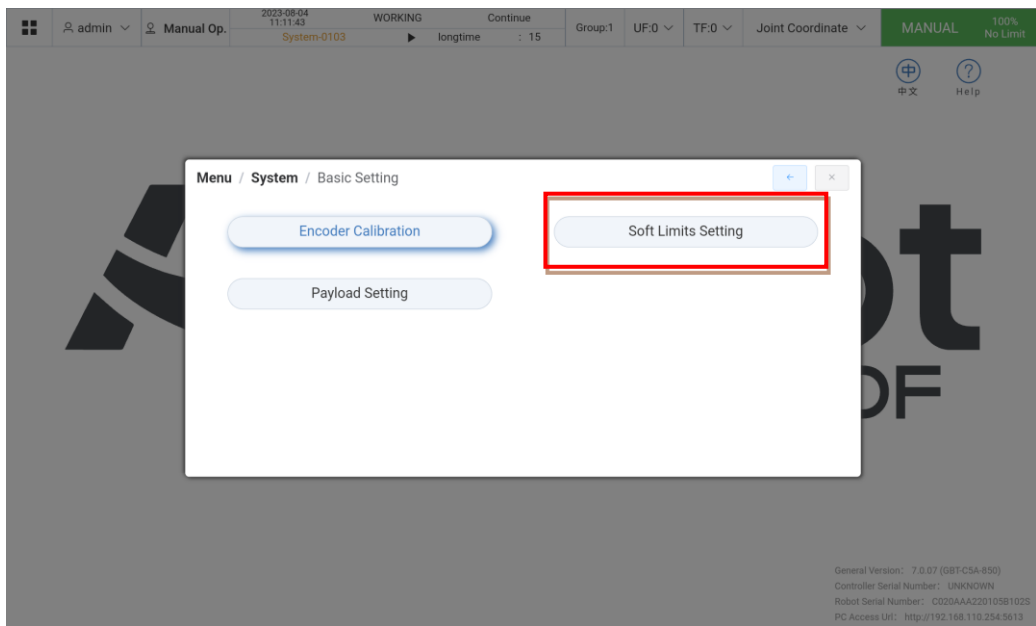 admin
Manual Op.
2023-08-04
11:11:43
System-0103
WORKING
Continue
longtime : 15
Group:1
UF:0
TF:0
Joint Coordinate
MANUAL
100%
No Limit
中
中文
?
Help
Menu / System / Basic Setting
Encoder Calibration
Soft Limits Setting
Payload Setting
General Version: 7.0.07 (GBT-C5A-850)
Controller Serial Number: UNKNOWN
Robot Serial Number: C020AAA220105B102S
PC Access Url: http://192.168.110.254:5613